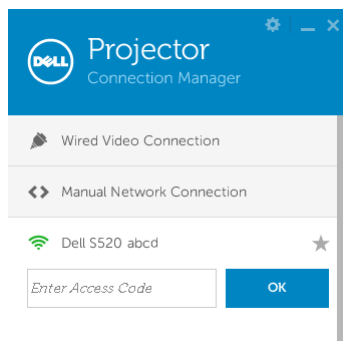 DELL
Projector
Connection Manager
Wired Video Connection
Manual Network Connection
Dell S520 abcd
Enter Access Code
OK